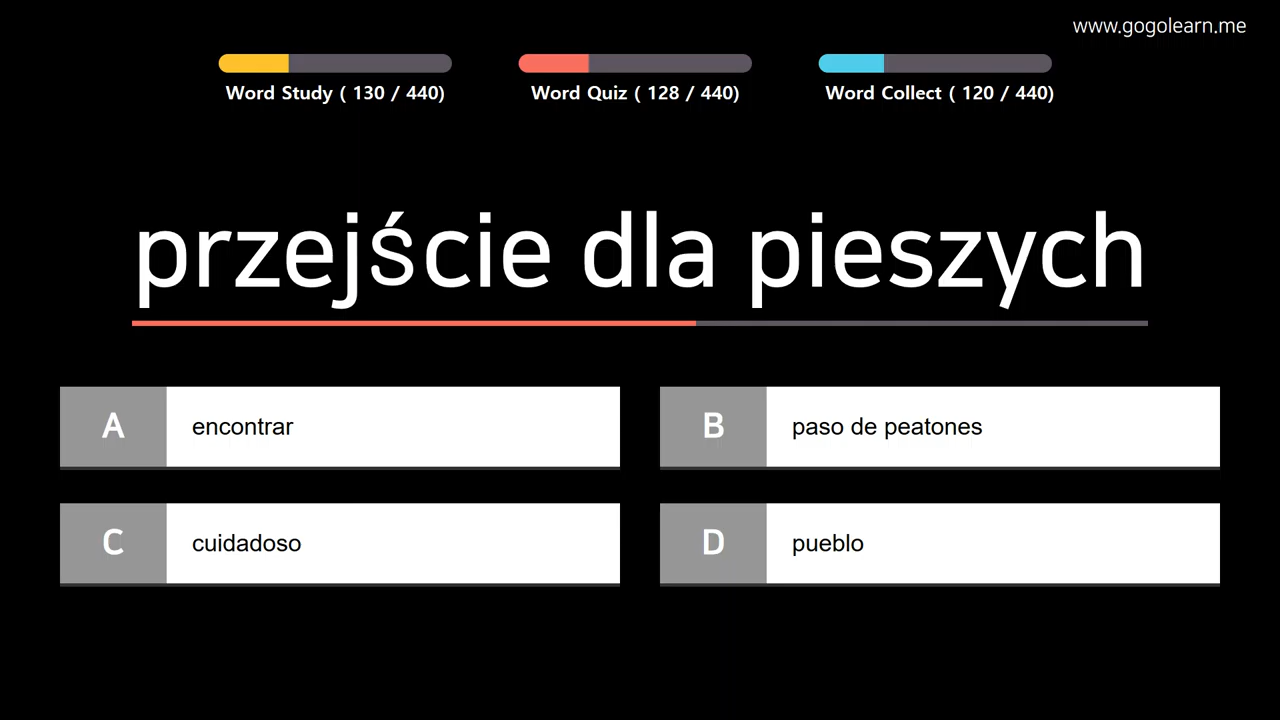 www.gogolearn.me
Word Study ( 130 / 440)
Word Quiz ( 128 / 440)
Word Collect ( 120 / 440)
przejście dla pieszych
A
encontrar
B
paso de peatones
C
cuidadoso
D
pueblo